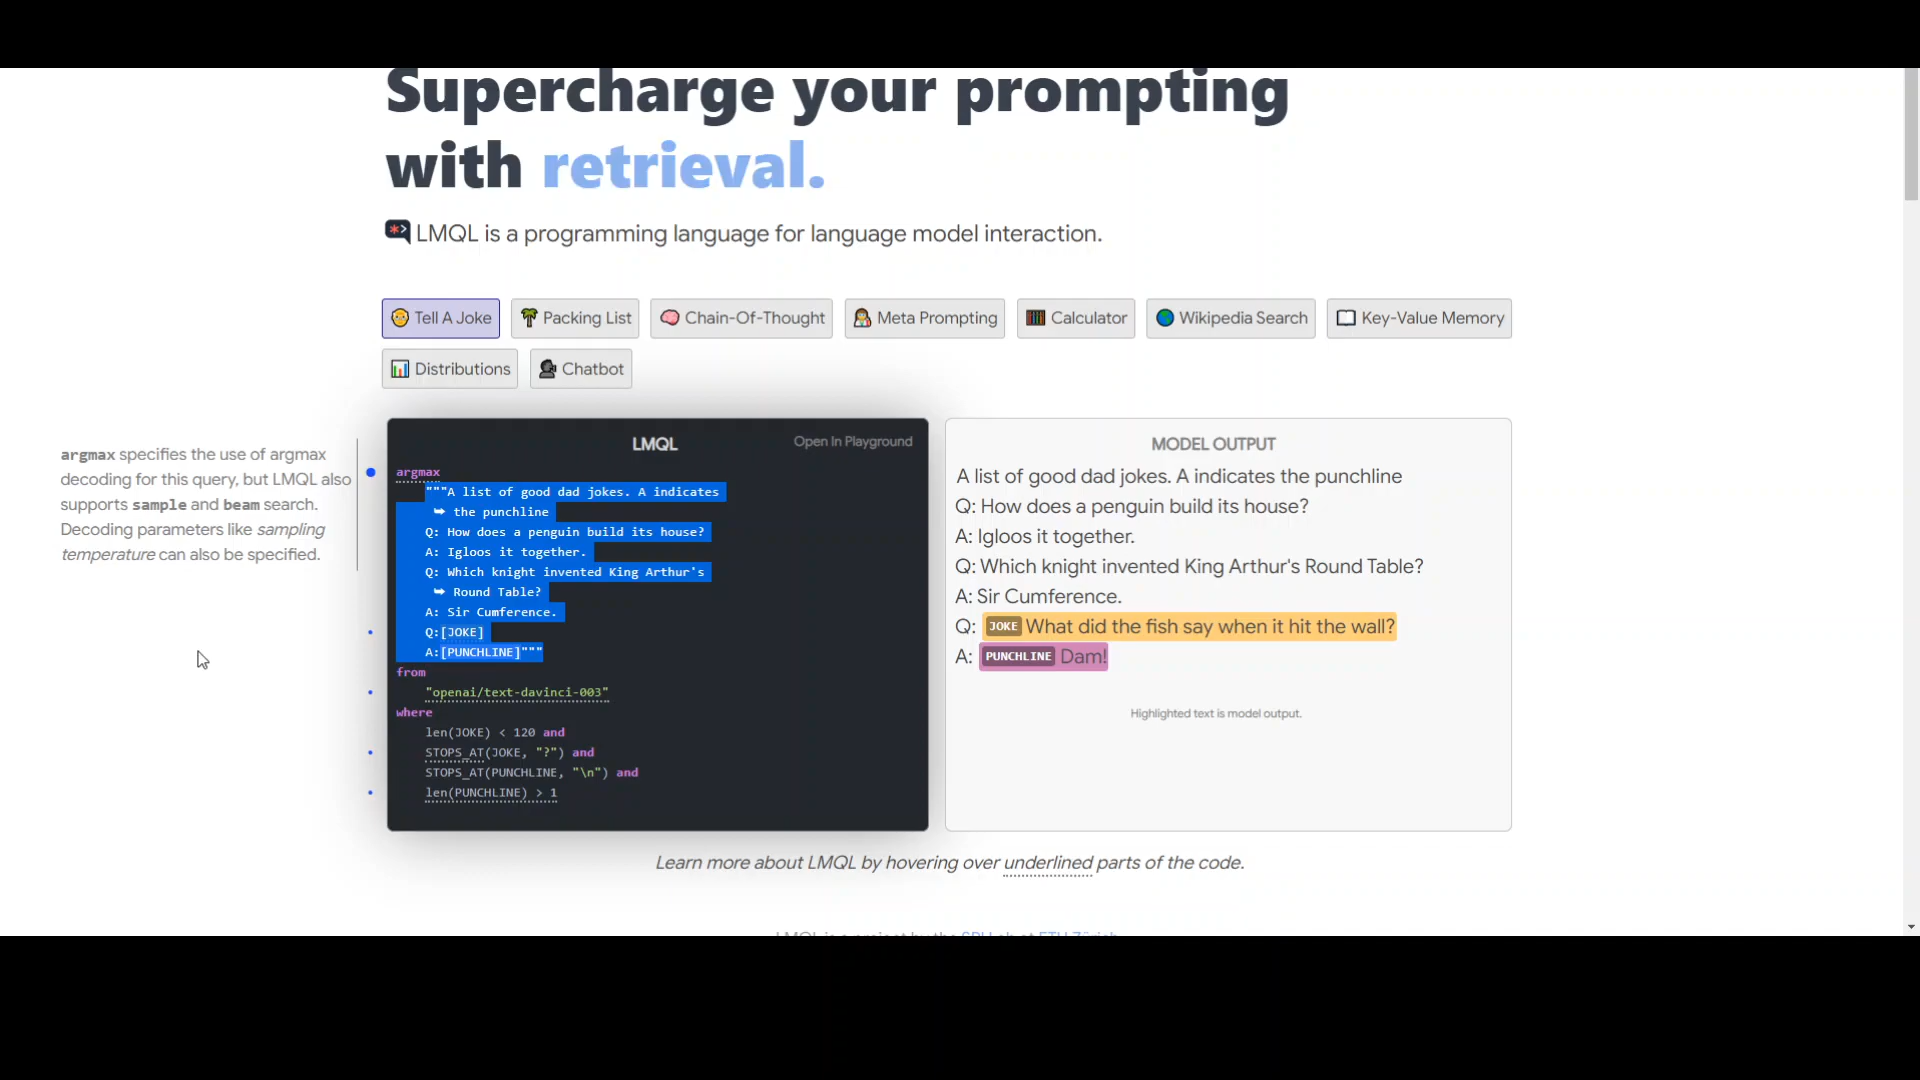 Supercharge your prompting
with retrieval.
LMQL is a programming language for language model interaction.
Tell A Joke
Packing List
Chain-Of-Thought
Meta Prompting
Calculator
Wikipedia Search
Key-Value Memory
Distributions
Chatbot
argmax specifies the use of argmax
decoding for this query, but LMQL also
supports sample and beam search.
Decoding parameters like sampling
temperature can also be specified.
LMQL
Open In Playground
argmax
"""A list of good dad jokes. A indicates
the punchline
Q: How does a penguin build its house?
A: Igloos it together.
Q: Which knight invented King Arthur's
Round Table?
A: Sir Cumference.
Q:[JOKE]
A:[PUNCHLINE]"""
from
"openai/text-davinci-003"
where
len(JOKE) < 120 and
STOPS_AT(JOKE, "?") and
STOPS_AT(PUNCHLINE, "\n") and
len(PUNCHLINE) > 1
MODEL OUTPUT
A list of good dad jokes. A indicates the punchline
Q: How does a penguin build its house?
A: Igloos it together.
Q: Which knight invented King Arthur's Round Table?
A: Sir Cumference.
Q: JOKE What did the fish say when it hit the wall?
A: PUNCHLINE Dam!
Highlighted text is model output.
Learn more about LMQL by hovering over underlined parts of the code.